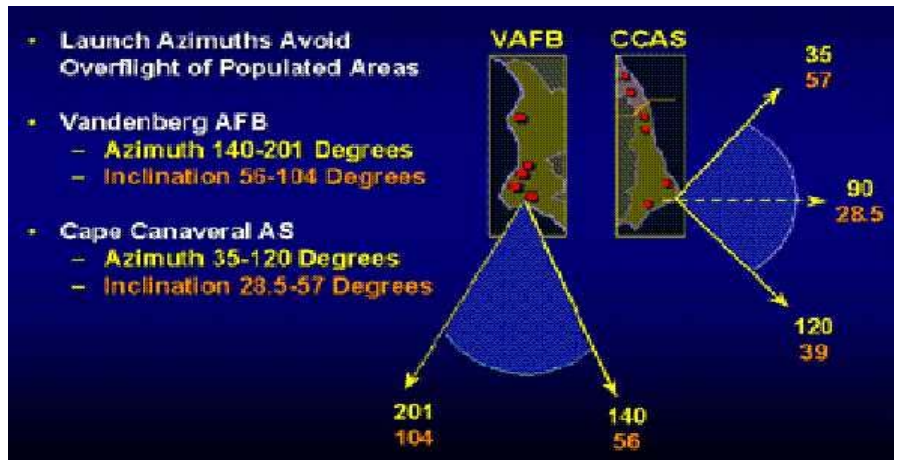 • Launch Azimuths Avoid
Overflight of Populated Areas
• Vandenberg AFB
– Azimuth 140-201 Degrees
– Inclination 56-104 Degrees
• Cape Canaveral AS
– Azimuth 35-120 Degrees
– Inclination 28.5-57 Degrees
VAFB
CCAS
35
57
90
28.5
120
39
201
104
140
56